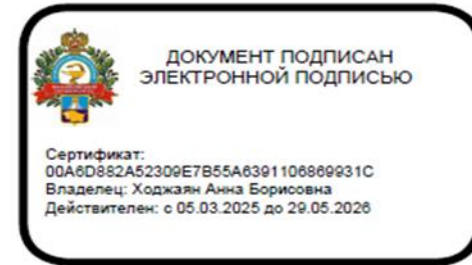 ДОКУМЕНТ ПОДПИСАН
ЭЛЕКТРОННОЙ ПОДПИСЬЮ
Сертификат:
00A6D882A52309E7B55A6391106869931C
Владелец: Ходжаян Анна Борисовна
Действителен: с 05.03.2025 до 29.05.2026